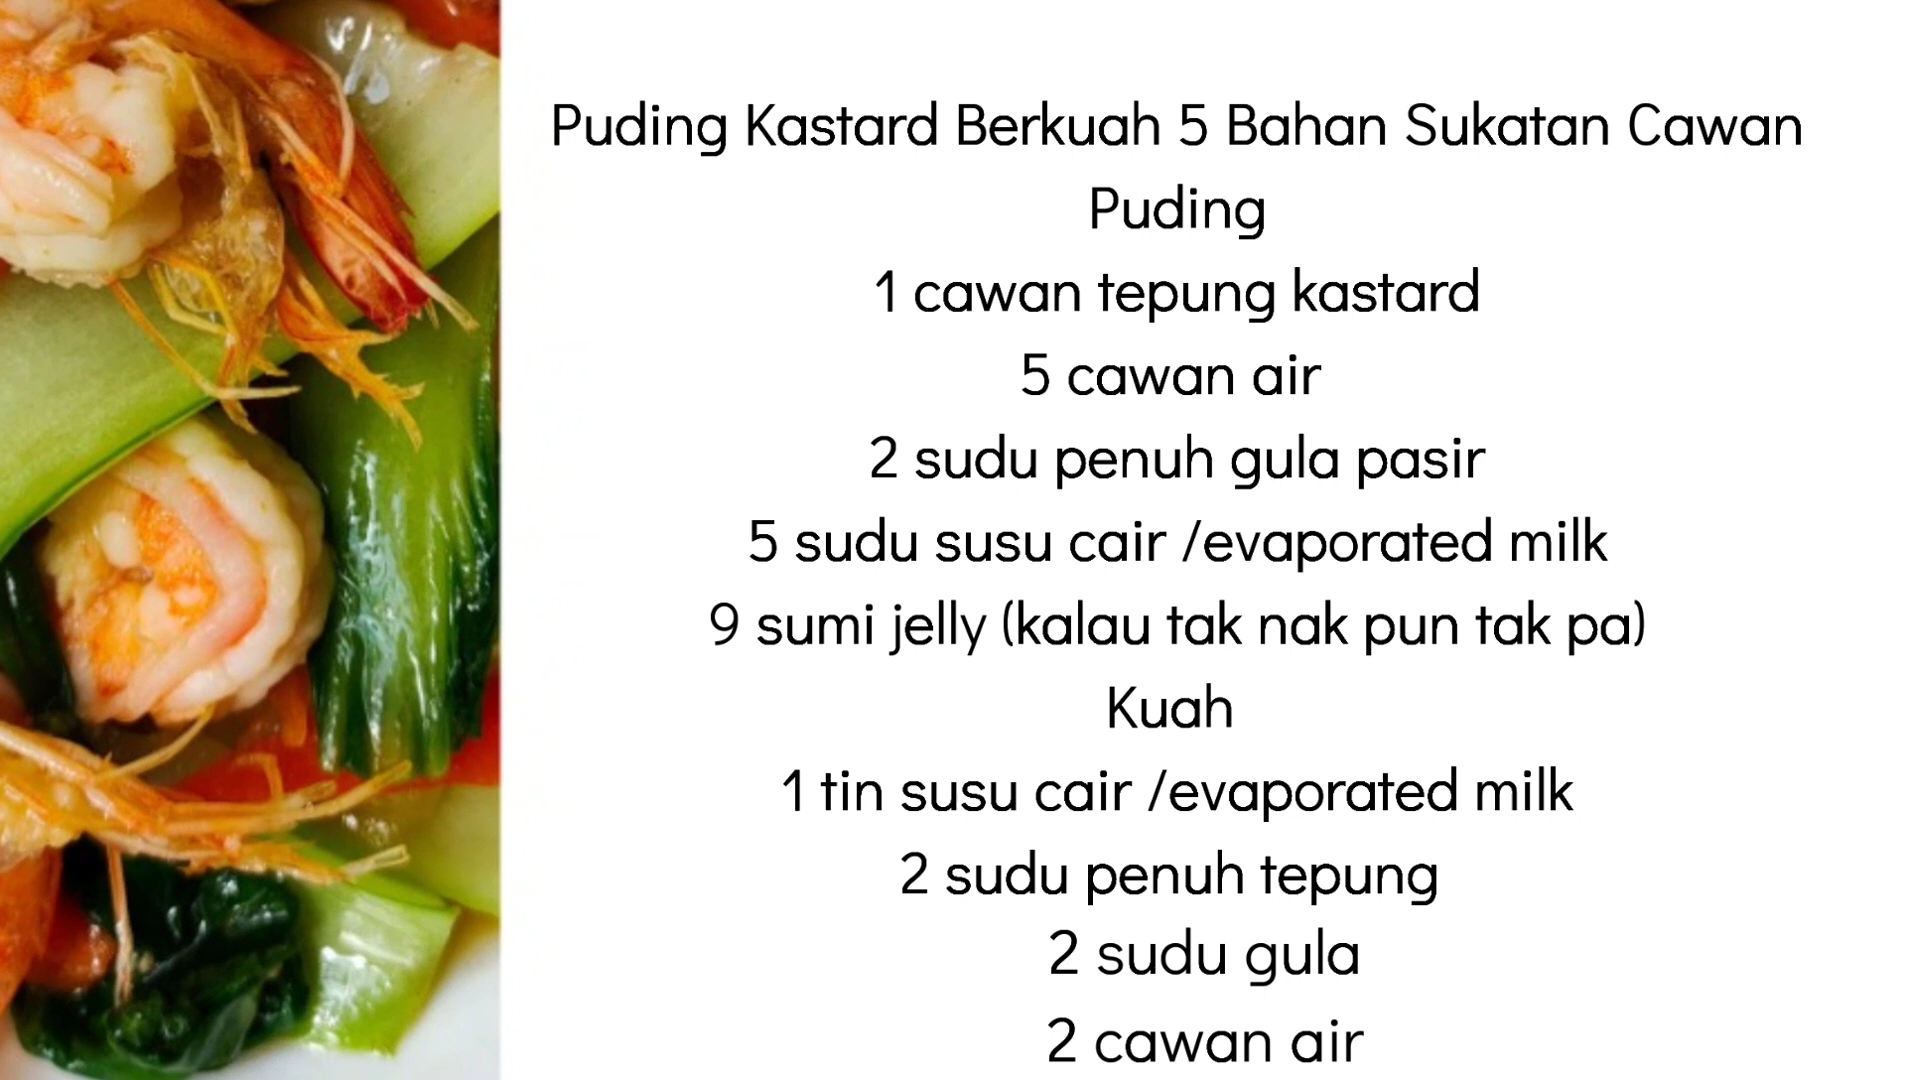 Puding Kastard Berkuah 5 Bahan Sukatan Cawan
Puding
1 cawan tepung kastard
5 cawan air
2 sudu penuh gula pasir
5 sudu susu cair /evaporated milk
9 sumi jelly (kalau tak nak pun tak pa)
Kuah
1 tin susu cair /evaporated milk
2 sudu penuh tepung
2 sudu gula
2 cawan air